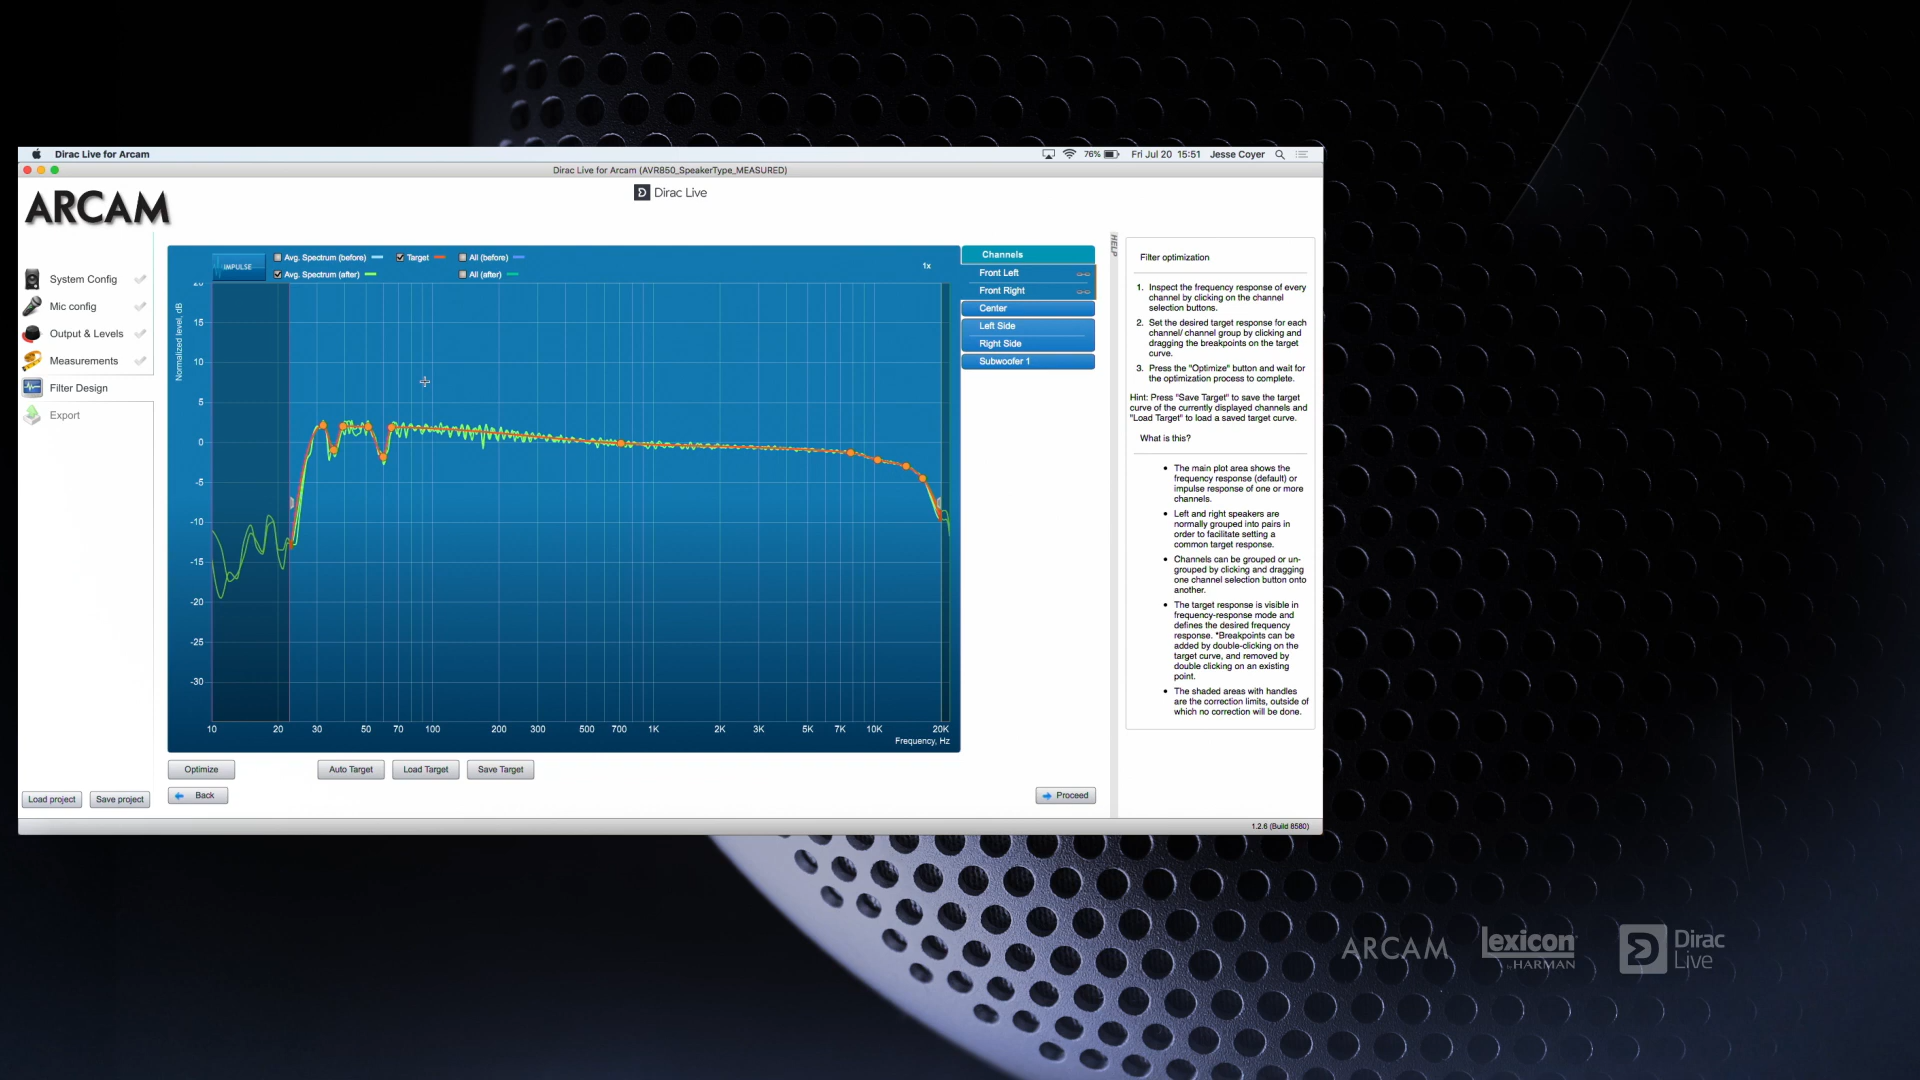 Dirac Live for Arcam
76%
Fri Jul 20 15:51
Jesse Coyer
Dirac Live for Arcam (AVR850_SpeakerType_MEASURED)
Dirac Live
ARCAM
System Config
Mic config
Output & Levels
Measurements
Filter Design
Export
Load project
Save project
IMPULSE
Avg. Spectrum (before)
Target
All (before)
Avg. Spectrum (after)
All (after)
1x
Normalized level, dB
20
15
10
5
0
-5
-10
-15
-20
-25
-30
10 20 30 50 70 100 200 300 500 700 1K 2K 3K 5K 7K 10K 20K
Frequency, Hz
Optimize
Auto Target
Load Target
Save Target
Back
Proceed
Channels
Front Left
Front Right
Center
Left Side
Right Side
Subwoofer 1
HELP
Filter optimization
1. Inspect the frequency response of every
channel by clicking on the channel
selection buttons.
2. Set the desired target response for each
channel/ channel group by clicking and
dragging the breakpoints on the target
curve.
3. Press the "Optimize" button and wait for
the optimization process to complete.
Hint: Press "Save Target" to save the target
curve of the currently displayed channels and
"Load Target" to load a saved target curve.
What is this?
• The main plot area shows the
frequency response (default) or
impulse response of one or more
channels.
• Left and right speakers are
normally grouped into pairs in
order to facilitate setting a
common target response.
• Channels can be grouped or un-
grouped by clicking and dragging
one channel selection button onto
another.
• The target response is visible in
frequency-response mode and
defines the desired frequency
response. *Breakpoints can be
added by double-clicking on the
target curve, and removed by
double clicking on an existing
point.
• The shaded areas with handles
are the correction limits, outside of
which no correction will be done.
1.2.6 (Build 8580)
ARCAM
lexicon
by HARMAN
Dirac
Live